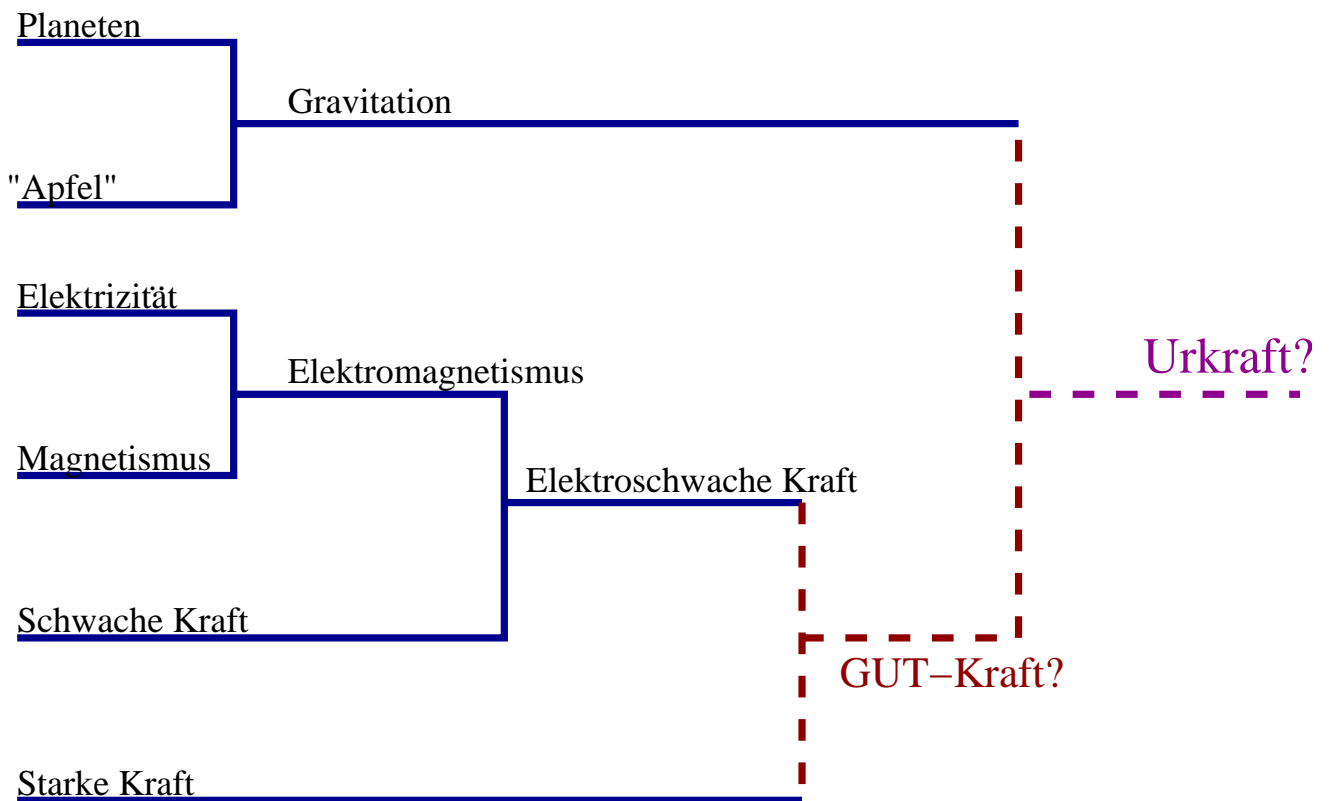 Planeten
Gravitation
"Apfel"
Elektrizität
Urkraft?
Elektromagnetismus
Magnetismus
Elektroschwache Kraft
Schwache Kraft
GUT–Kraft?
Starke Kraft